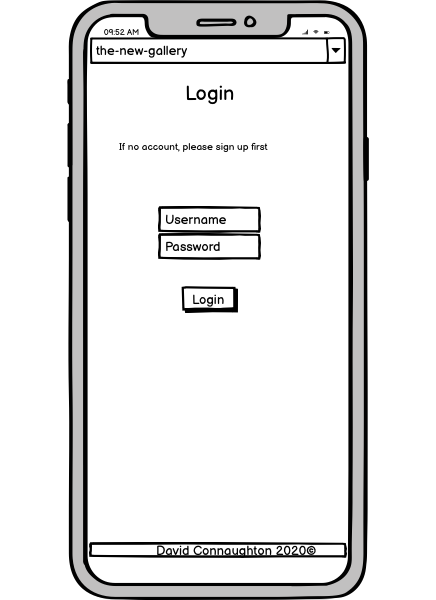 09:52 AM
the-new-gallery
Login
If no account, please sign up first
Username
Password
Login
David Connaughton 2020©